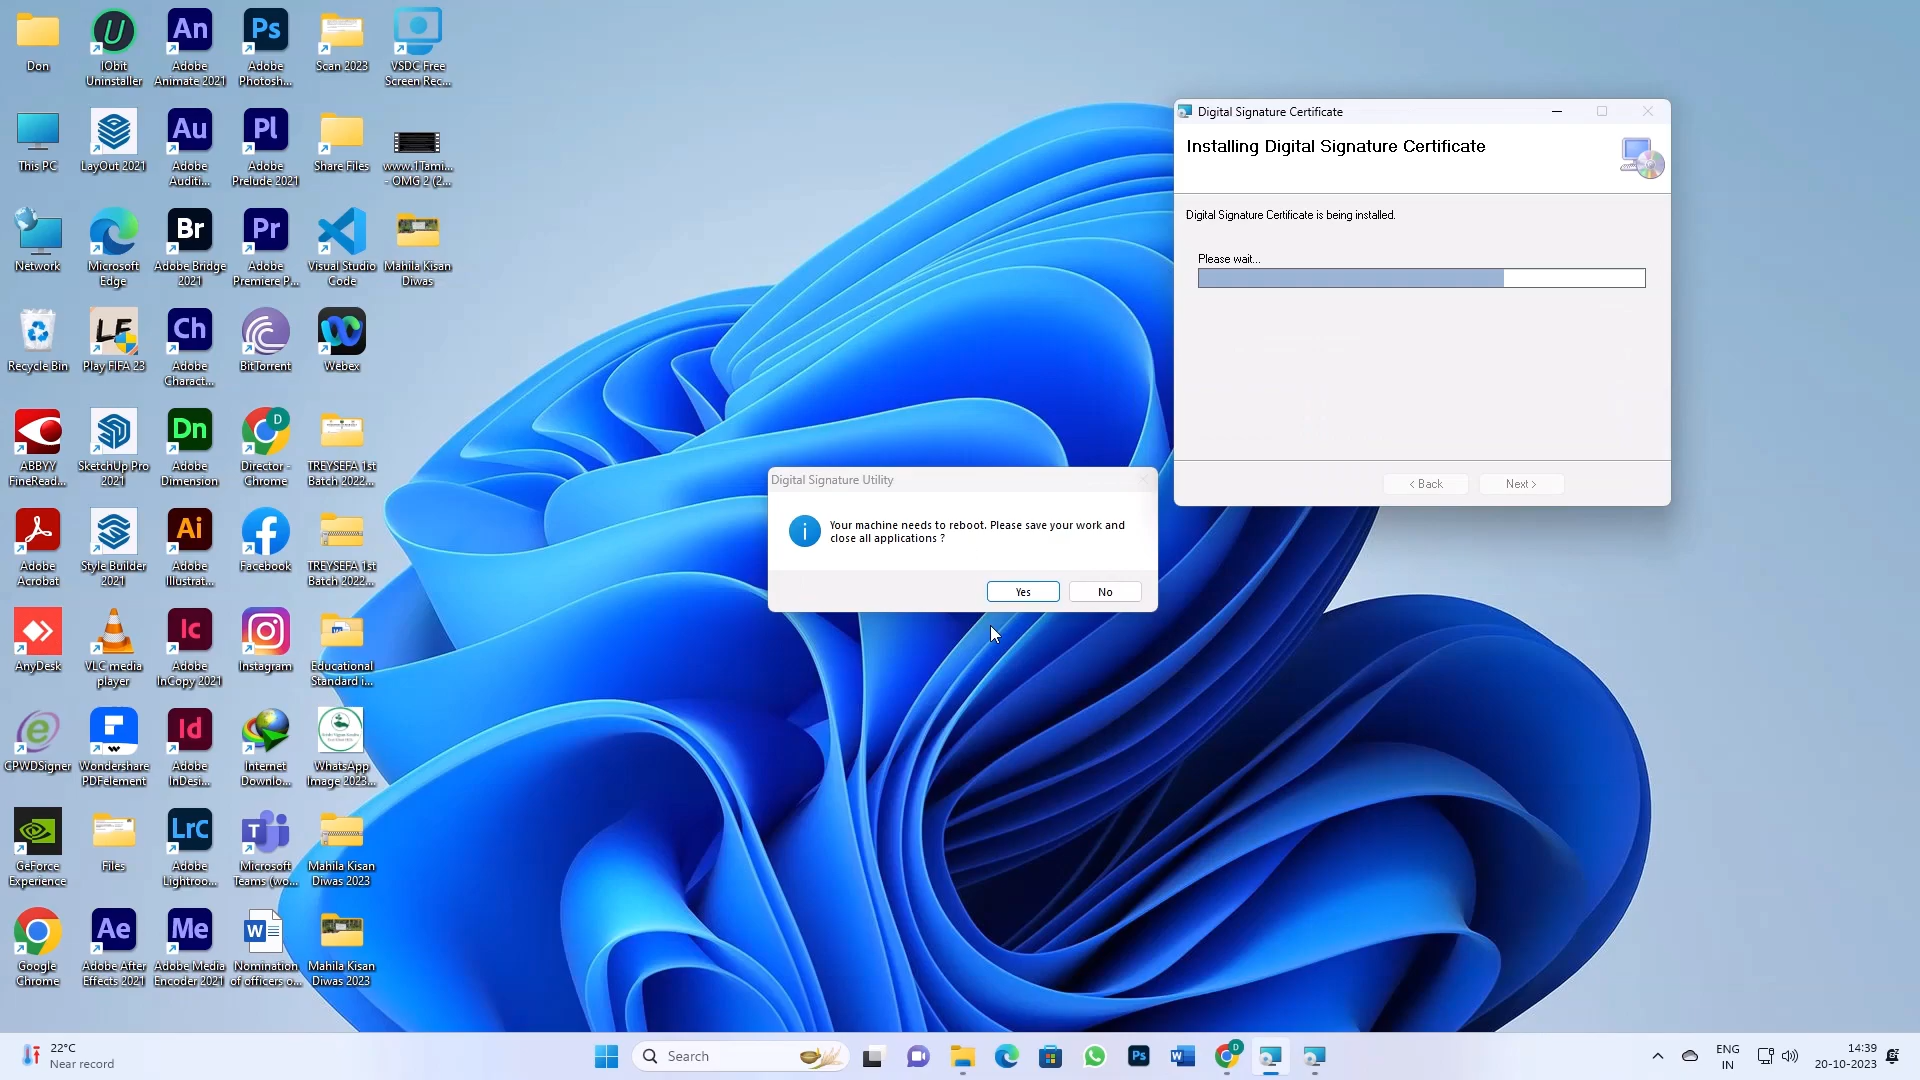 Don
IObit
Uninstaller
An
Adobe
Animate 2021
Ps
Adobe
Photosh...
Scan 2023
VSDC Free
Screen Rec...
This PC
LayOut 2021
Au
Adobe
Auditi...
Pl
Adobe
Prelude 2021
Share Files
www.1Tami...
- OMG 2 (2...
Network
Microsoft
Edge
Br
Adobe Bridge
2021
Pr
Adobe
Premiere P...
Visual Studio
Code
Mahila Kisan
Diwas
Recycle Bin
LE
Play FIFA 23
Ch
Adobe
Charact...
BitTorrent
Webex
ABBYY
FineRead...
SketchUp Pro
2021
Dn
Adobe
Dimension
D
Director -
Chrome
TREYSEFA 1st
Batch 2022...
Adobe
Acrobat
Style Builder
2021
Ai
Adobe
Illustrat...
Facebook
TREYSEFA 1st
Batch 2022...
AnyDesk
VLC media
player
Ic
Adobe
InCopy 2021
Instagram
Educational
Standard i...
CPWDSigner
Wondershare
PDFelement
Id
Adobe
InDesi...
Internet
Downlo...
WhatsApp
Image 2023...
GeForce
Experience
Files
LrC
Adobe
Lightroo...
Microsoft
Teams (wo...
Mahila Kisan
Diwas 2023
Google
Chrome
Ae
Adobe After
Effects 2021
Me
Adobe Media
Encoder 2021
Nomination
of officers o...
Mahila Kisan
Diwas 2023
Digital Signature Certificate
Installing Digital Signature Certificate
Digital Signature Certificate is being installed.
Please wait...
< Back
Next >
Digital Signature Utility
Your machine needs to reboot. Please save your work and
close all applications ?
Yes
No
22°C
Near record
Search
Ps
D
ENG
IN
14:39
20-10-2023